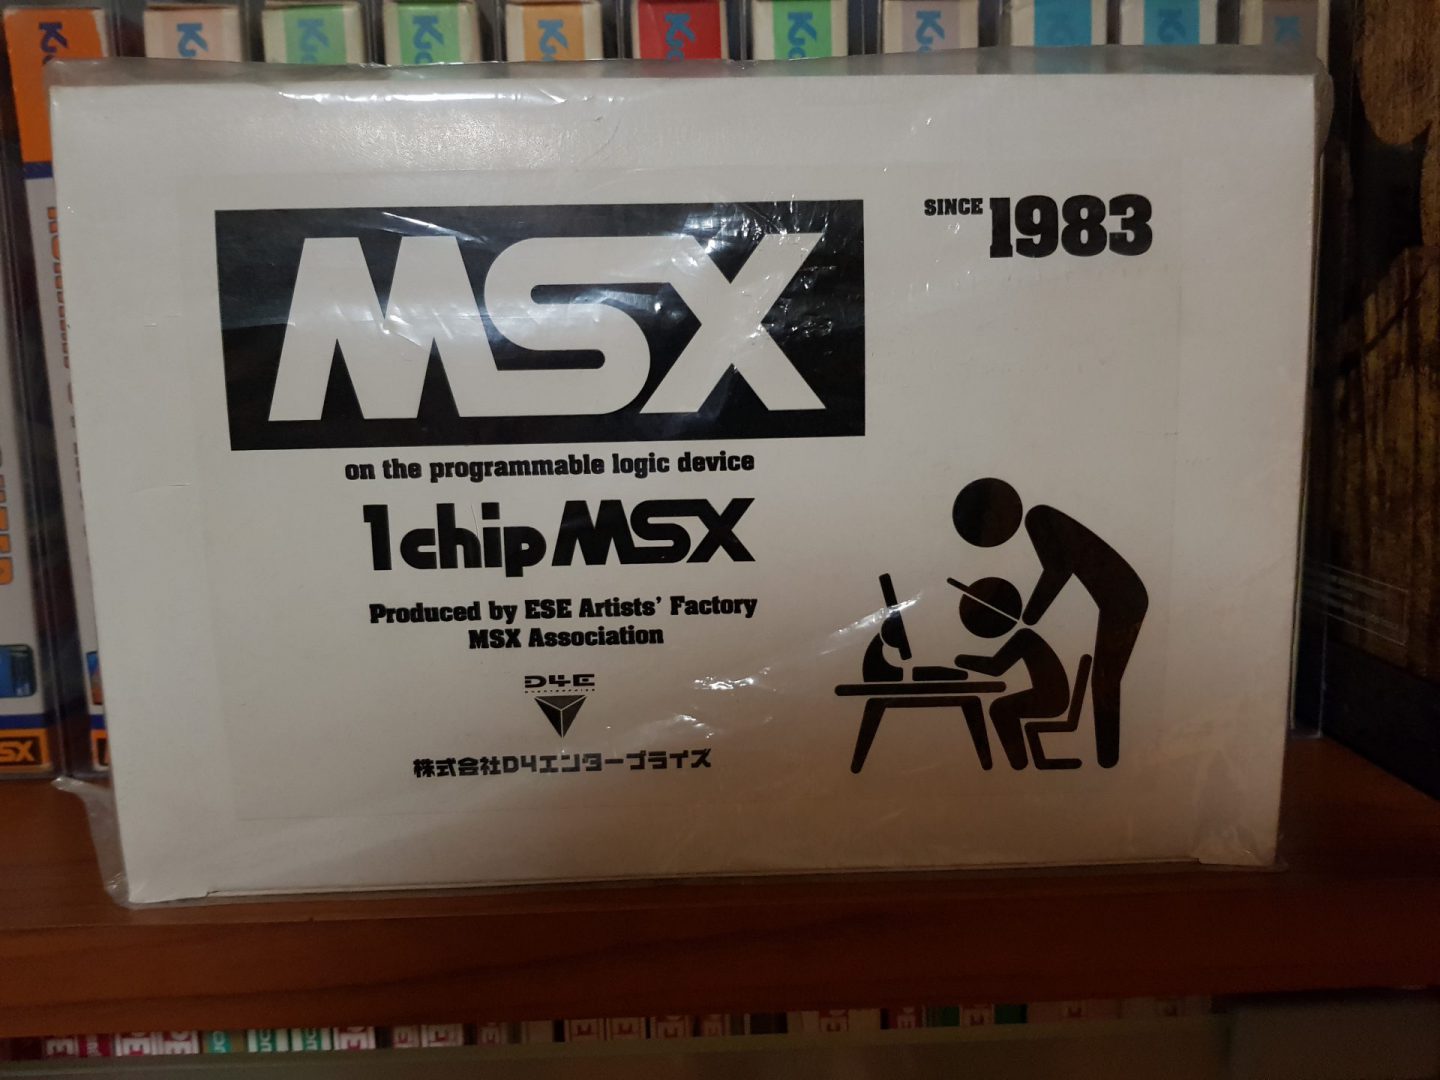 MSX
SINCE 1983
on the programmable logic device
1chipMSX
Produced by ESE Artists' Factory
MSX Association
D4E
株式会社D4エンタープライズ